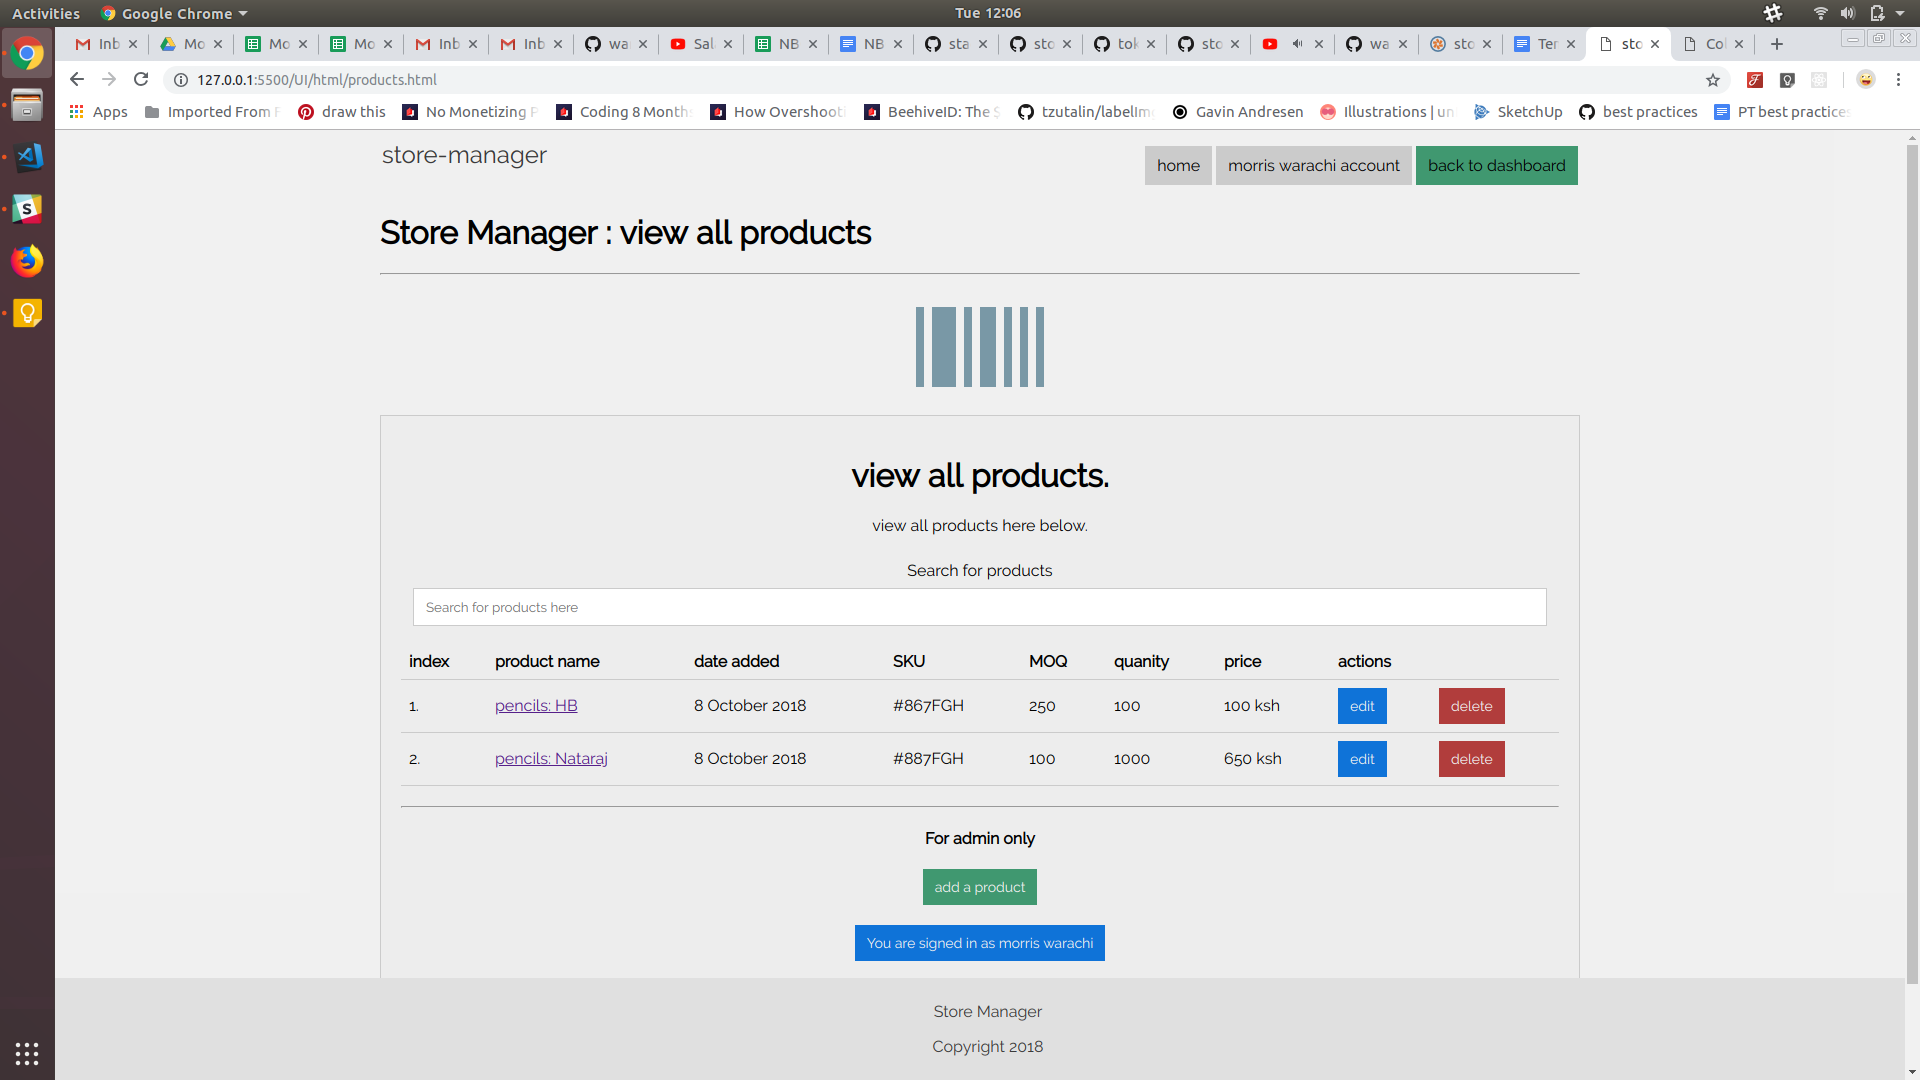 Activities Google Chrome Tue 12:06
Inb Mo Mo Mo Inb Inb wa Sal NB NB sta sto tok sto wa sto Ter sto Co
127.0.0.1:5500/UI/html/products.html
Apps Imported From F draw this No Monetizing P Coding 8 Months How Overshooti BeehiveID: The S tzutalin/labelIm Gavin Andresen Illustrations | un SketchUp best practices PT best practices
store-manager
home morris warachi account back to dashboard
Store Manager : view all products
view all products.
view all products here below.
Search for products
Search for products here
index product name date added SKU MOQ quanity price actions
1. pencils: HB 8 October 2018 #867FGH 250 100 100 ksh edit delete
2. pencils: Nataraj 8 October 2018 #887FGH 100 1000 650 ksh edit delete
For admin only
add a product
You are signed in as morris warachi
Store Manager
Copyright 2018